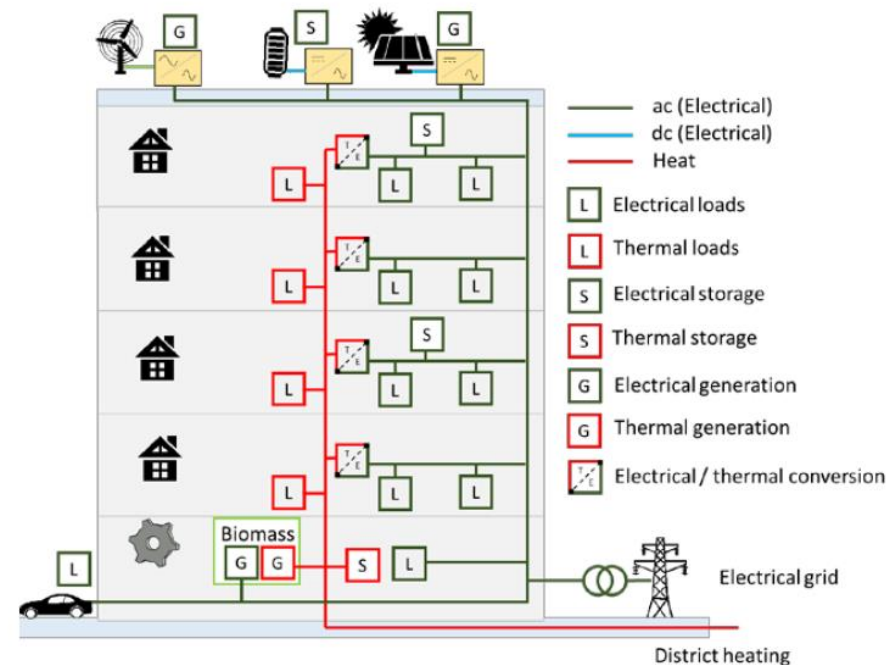 G
S
G
ac (Electrical)
dc (Electrical)
Heat
S
T
E
L
L
L
L
Electrical loads
L
Thermal loads
T
E
L
L
L
S
Electrical storage
S
Thermal storage
S
T
E
L
L
L
G
Electrical generation
G
Thermal generation
T
E
L
L
L
T
E
Electrical / thermal conversion
Biomass
G
G
S
L
L
Electrical grid
District heating